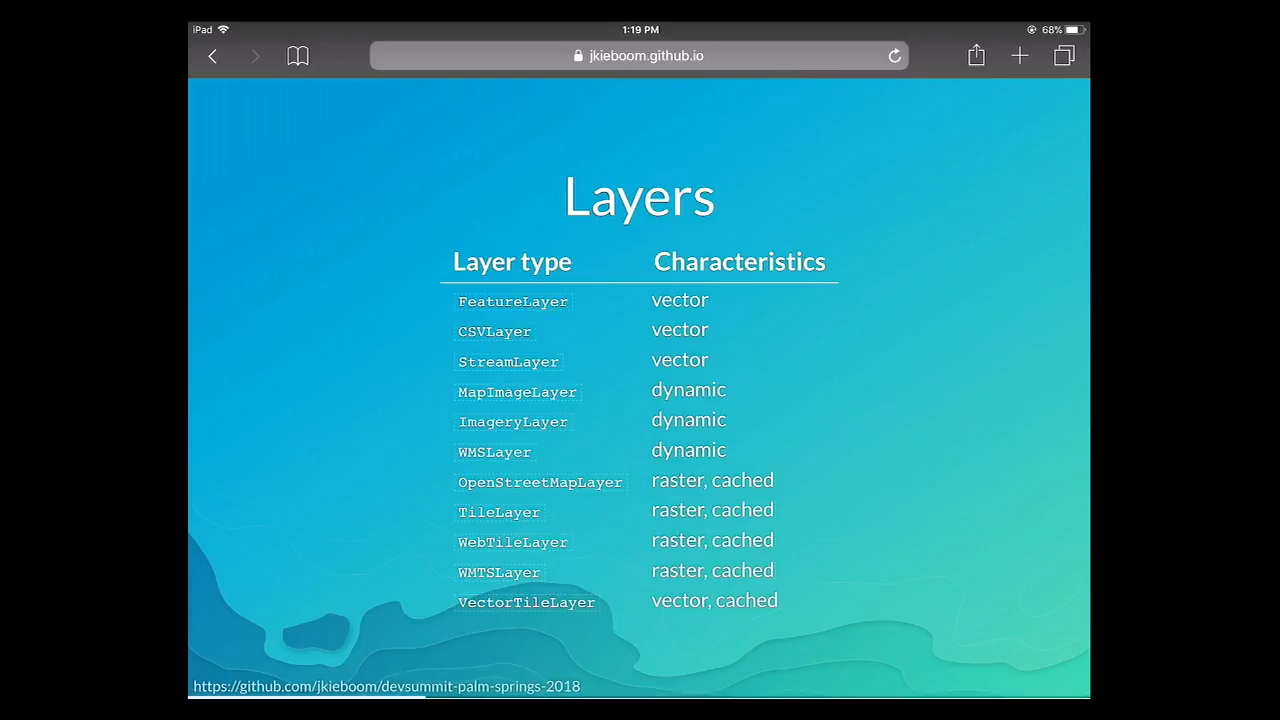 iPad 1:19 PM 68%
jkieboom.github.io
Layers
Layer type Characteristics
FeatureLayer vector
CSVLayer vector
StreamLayer vector
MapImageLayer dynamic
ImageryLayer dynamic
WMSLayer dynamic
OpenStreetMapLayer raster, cached
TileLayer raster, cached
WebTileLayer raster, cached
WMTSLayer raster, cached
VectorTileLayer vector, cached
https://github.com/jkieboom/devsummit-palm-springs-2018